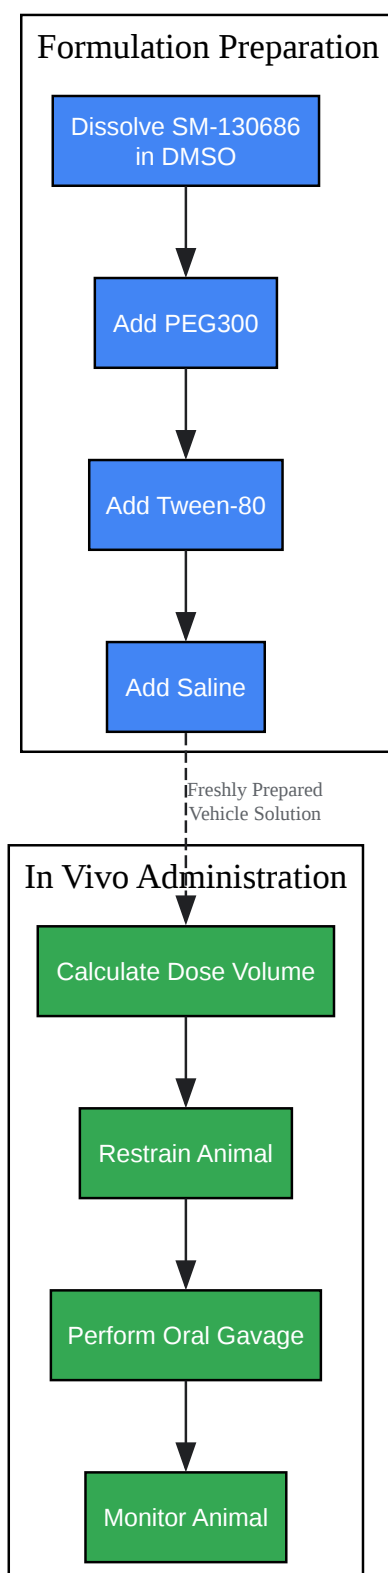 Formulation Preparation
Dissolve SM-130686
in DMSO
Add PEG300
Add Tween-80
Add Saline
Freshly Prepared
Vehicle Solution
In Vivo Administration
Calculate Dose Volume
Restrain Animal
Perform Oral Gavage
Monitor Animal